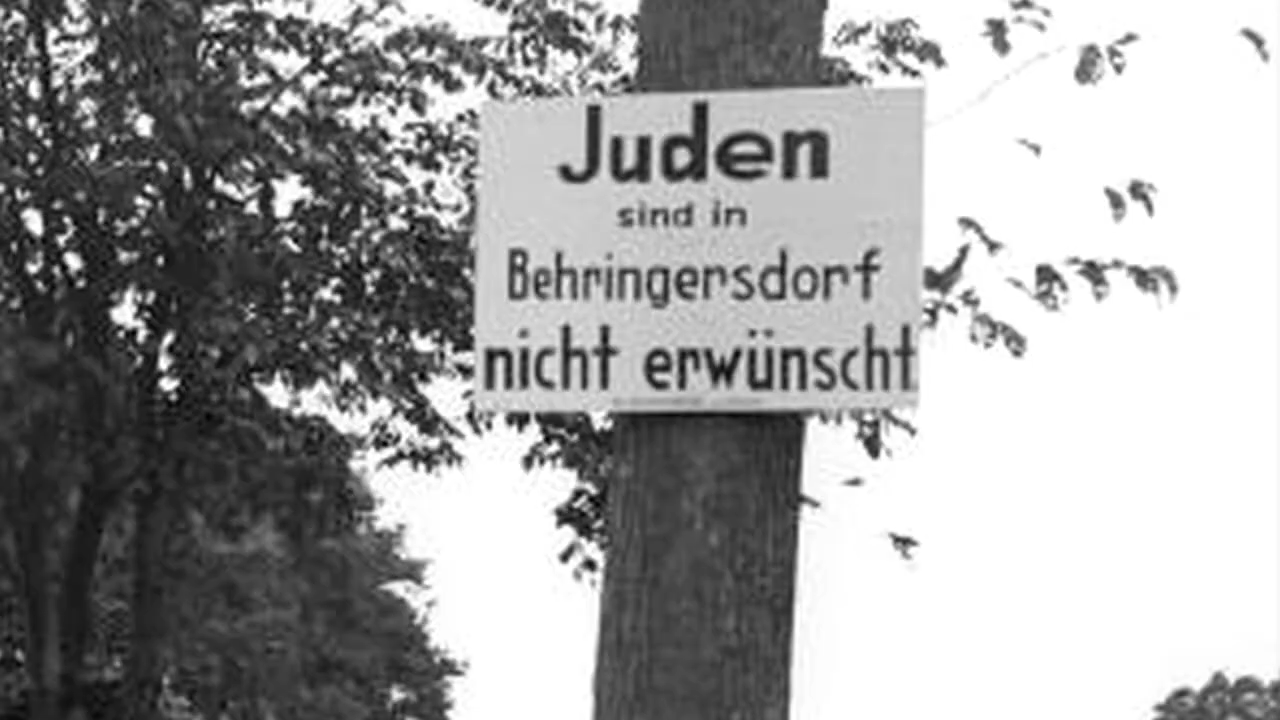 Juden
sind in
Behringersdorf
nicht erwünscht